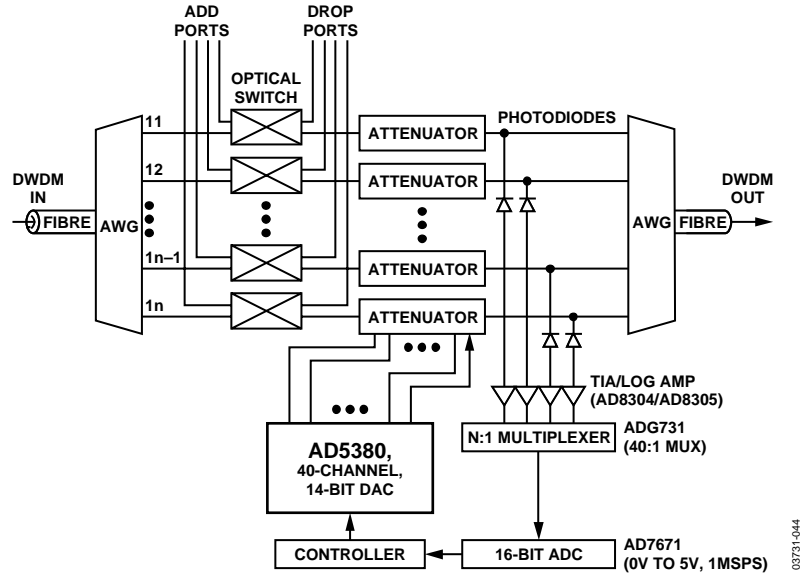 ADD
PORTS
DROP
PORTS
OPTICAL
SWITCH
PHOTODIODES
11
ATTENUATOR
12
ATTENUATOR
DWDM
IN
FIBRE
AWG
DWDM
OUT
AWG
FIBRE
1n–1
ATTENUATOR
1n
ATTENUATOR
TIA/LOG AMP
(AD8304/AD8305)
AD5380,
40-CHANNEL,
14-BIT DAC
N:1 MULTIPLEXER
ADG731
(40:1 MUX)
CONTROLLER
16-BIT ADC
AD7671
(0V TO 5V, 1MSPS)
03731-044